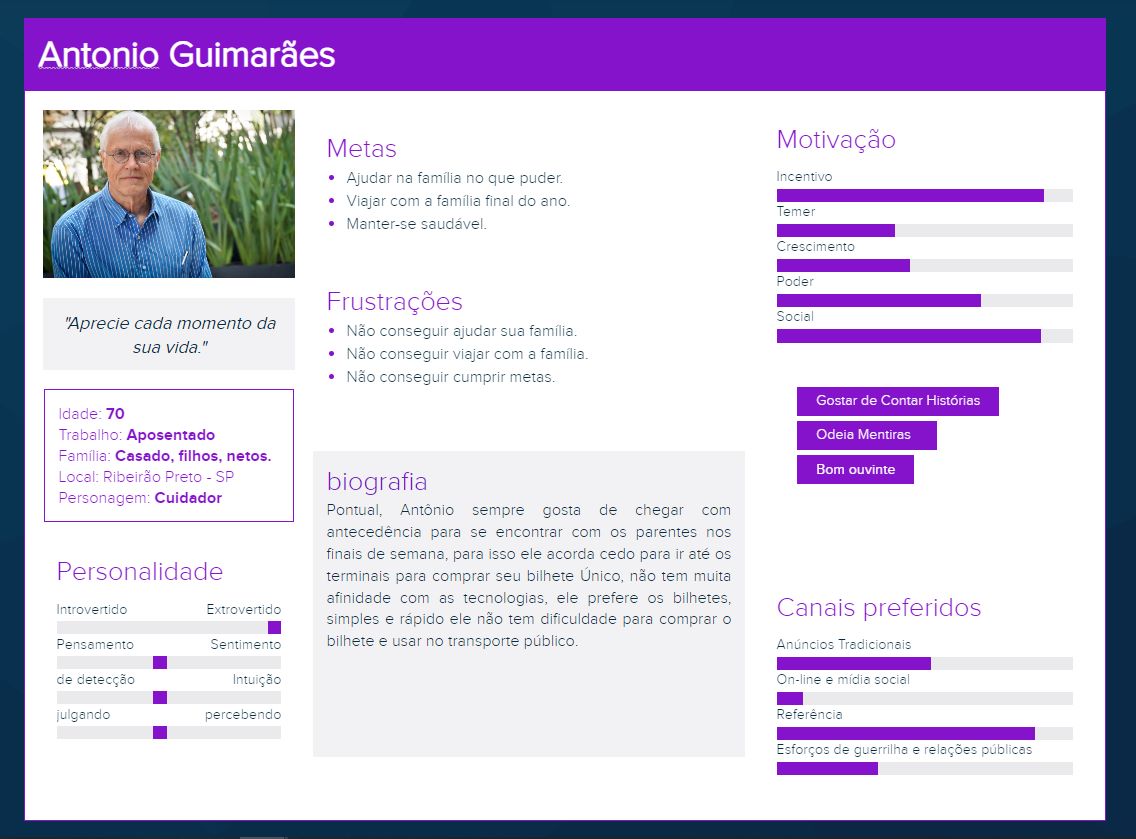 Antonio Guimarães
"Aprecie cada momento da
sua vida."
Idade: 70
Trabalho: Aposentado
Família: Casado, filhos, netos.
Local: Ribeirão Preto - SP
Personagem: Cuidador
Personalidade
Introvertido Extrovertido
Pensamento Sentimento
de detecção Intuição
julgando percebendo
Metas
Ajudar na família no que puder.
Viajar com a família final do ano.
Manter-se saudável.
Frustrações
Não conseguir ajudar sua família.
Não conseguir viajar com a família.
Não conseguir cumprir metas.
biografia
Pontual, Antônio sempre gosta de chegar com
antecedência para se encontrar com os parentes nos
finais de semana, para isso ele acorda cedo para ir até os
terminais para comprar seu bilhete Único, não tem muita
afinidade com as tecnologias, ele prefere os bilhetes,
simples e rápido ele não tem dificuldade para comprar o
bilhete e usar no transporte público.
Motivação
Incentivo
Temer
Crescimento
Poder
Social
Gostar de Contar Histórias
Odeia Mentiras
Bom ouvinte
Canais preferidos
Anúncios Tradicionais
On-line e mídia social
Referência
Esforços de guerrilha e relações públicas